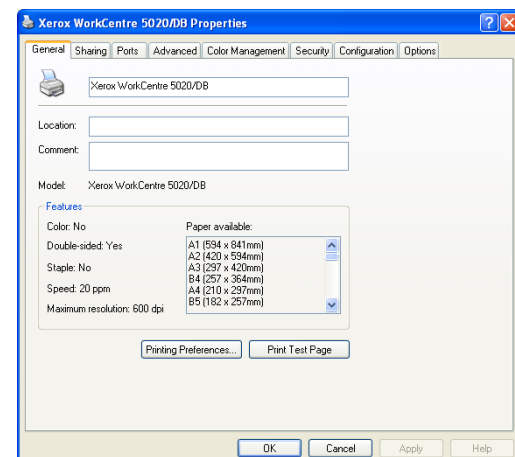 Xerox WorkCentre 5020/DB Properties
General Sharing Ports Advanced Color Management Security Configuration Options
Xerox WorkCentre 5020/DB
Location:
Comment:
Model: Xerox WorkCentre 5020/DB
Features
Color: No
Paper available:
Double-sided: Yes
Staple: No
Speed: 20 ppm
Maximum resolution: 600 dpi
A1 (594 x 841mm)
A2 (420 x 594mm)
A3 (297 x 420mm)
B4 (257 x 364mm)
A4 (210 x 297mm)
B5 (182 x 257mm)
Printing Preferences... Print Test Page
OK Cancel Apply Help